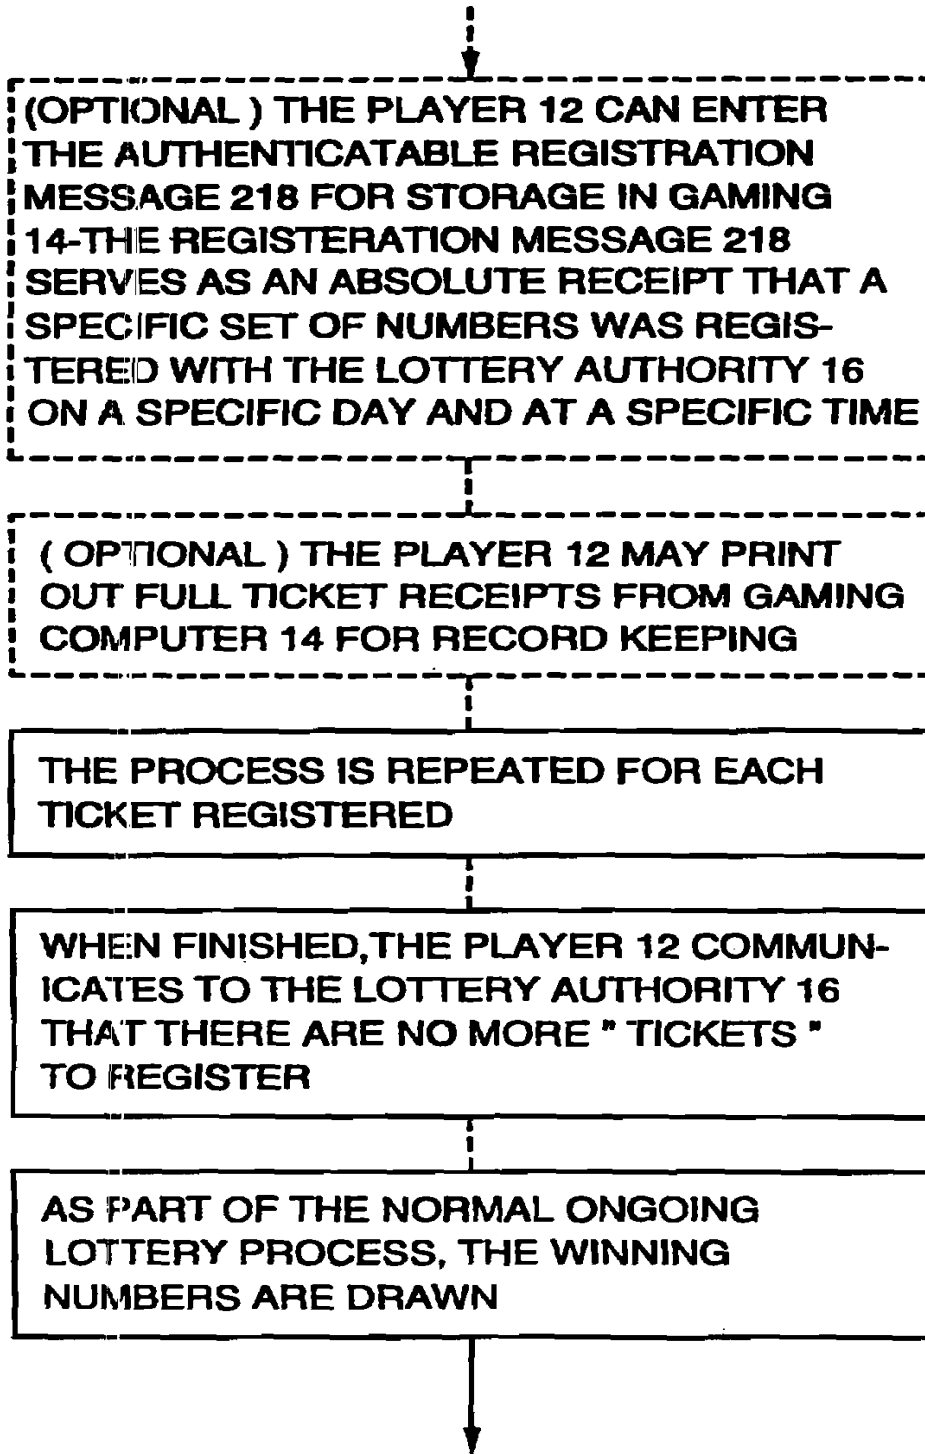 (OPTIONAL ) THE PLAYER 12 CAN ENTER
THE AUTHENTICATABLE REGISTRATION
MESSAGE 218 FOR STORAGE IN GAMING
14-THE REGISTERATION MESSAGE 218
SERVES AS AN ABSOLUTE RECEIPT THAT A
SPECIFIC SET OF NUMBERS WAS REGIS-
TERED WITH THE LOTTERY AUTHORITY 16
ON A SPECIFIC DAY AND AT A SPECIFIC TIME
( OPTIONAL ) THE PLAYER 12 MAY PRINT
OUT FULL TICKET RECEIPTS FROM GAMING
COMPUTER 14 FOR RECORD KEEPING
THE PROCESS IS REPEATED FOR EACH
TICKET REGISTERED
WHEN FINISHED,THE PLAYER 12 COMMUN-
ICATES TO THE LOTTERY AUTHORITY 16
THAT THERE ARE NO MORE " TICKETS "
TO REGISTER
AS PART OF THE NORMAL ONGOING
LOTTERY PROCESS, THE WINNING
NUMBERS ARE DRAWN